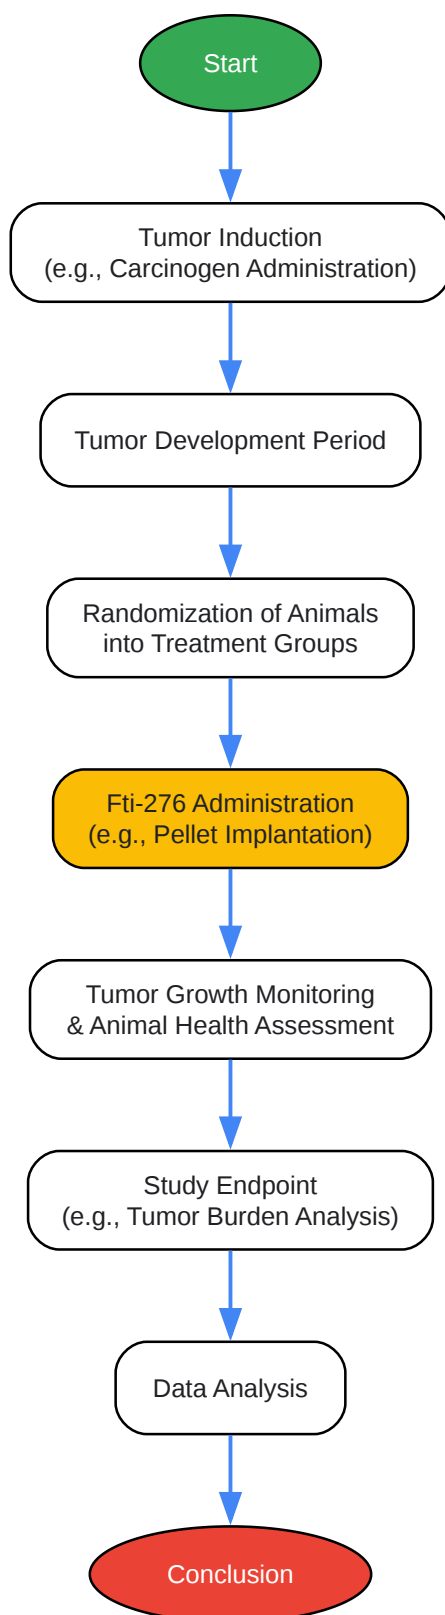 Start
Tumor Induction
(e.g., Carcinogen Administration)
Tumor Development Period
Randomization of Animals
into Treatment Groups
Fti-276 Administration
(e.g., Pellet Implantation)
Tumor Growth Monitoring
& Animal Health Assessment
Study Endpoint
(e.g., Tumor Burden Analysis)
Data Analysis
Conclusion